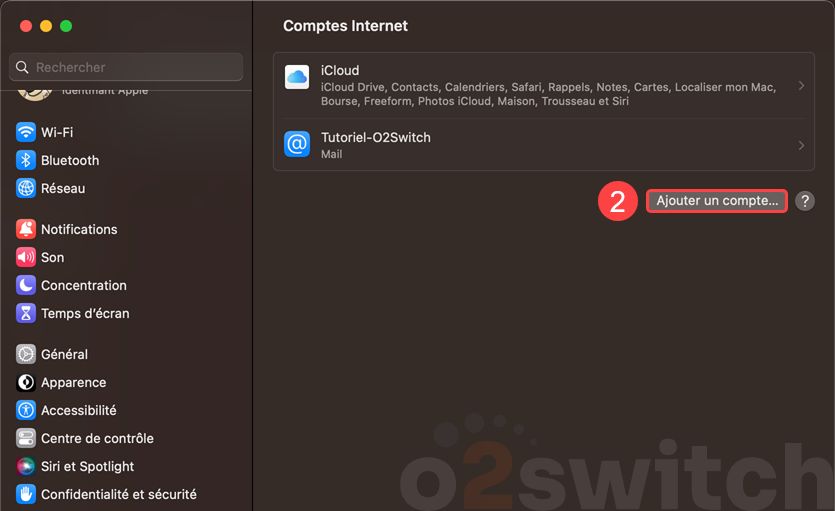 Comptes Internet
Rechercher
Identifiant Apple
Wi-Fi
Bluetooth
Réseau
Notifications
Son
Concentration
Temps d’écran
Général
Apparence
Accessibilité
Centre de contrôle
Siri et Spotlight
Confidentialité et sécurité
iCloud
iCloud Drive, Contacts, Calendriers, Safari, Rappels, Notes, Cartes, Localiser mon Mac,
Bourse, Freeform, Photos iCloud, Maison, Trousseau et Siri
@
Tutoriel-O2Switch
Mail
2
Ajouter un compte...
?
o2switch